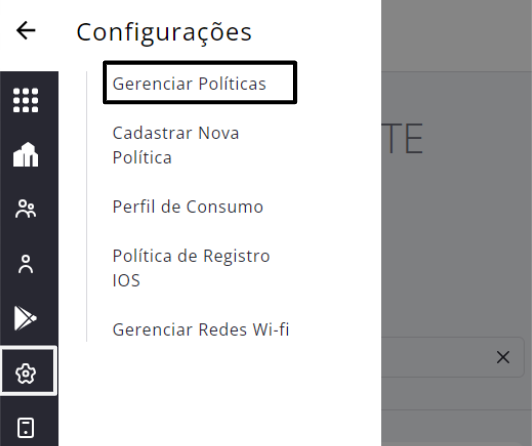 Configurações
Gerenciar Políticas
Cadastrar Nova
Política
TE
Perfil de Consumo
Política de Registro
IOS
Gerenciar Redes Wi-fi